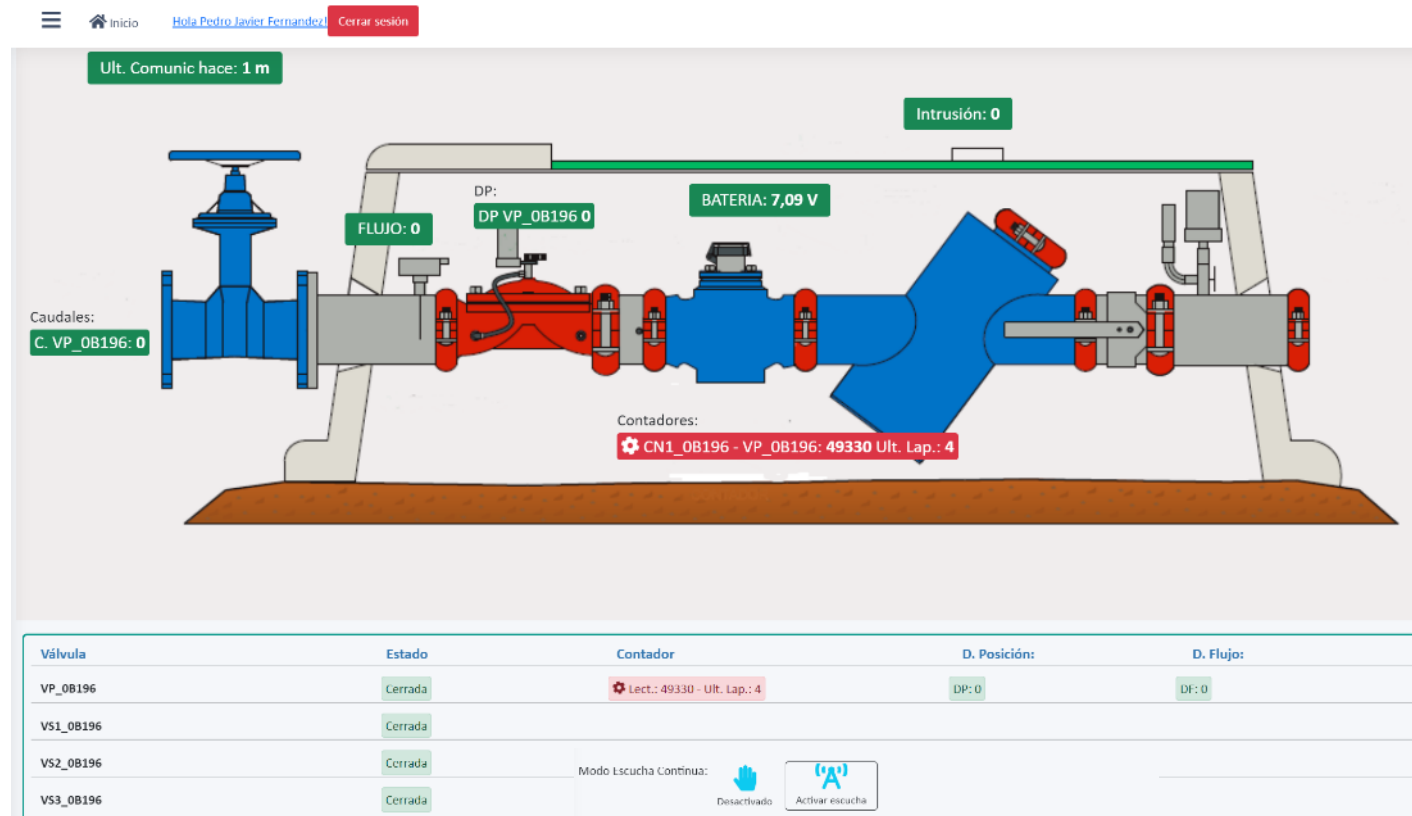 Inicio Hola Pedro Javier Fernandez! Cerrar sesión
Ult. Comunic hace: 1 m
Intrusión: 0
DP:
DP VP_0B196 0
BATERIA: 7,09 V
FLUJO: 0
Caudales:
C. VP_0B196: 0
Contadores:
CN1_0B196 - VP_0B196: 49330 Ult. Lap.: 4
Válvula Estado Contador D. Posición: D. Flujo:
VP_0B196 Cerrada Lect.: 49330 - Ult. Lap.: 4 DP: 0 DF: 0
VS1_0B196 Cerrada
VS2_0B196 Cerrada
Modo Escucha Continua:
Desactivado Activar escucha
VS3_0B196 Cerrada